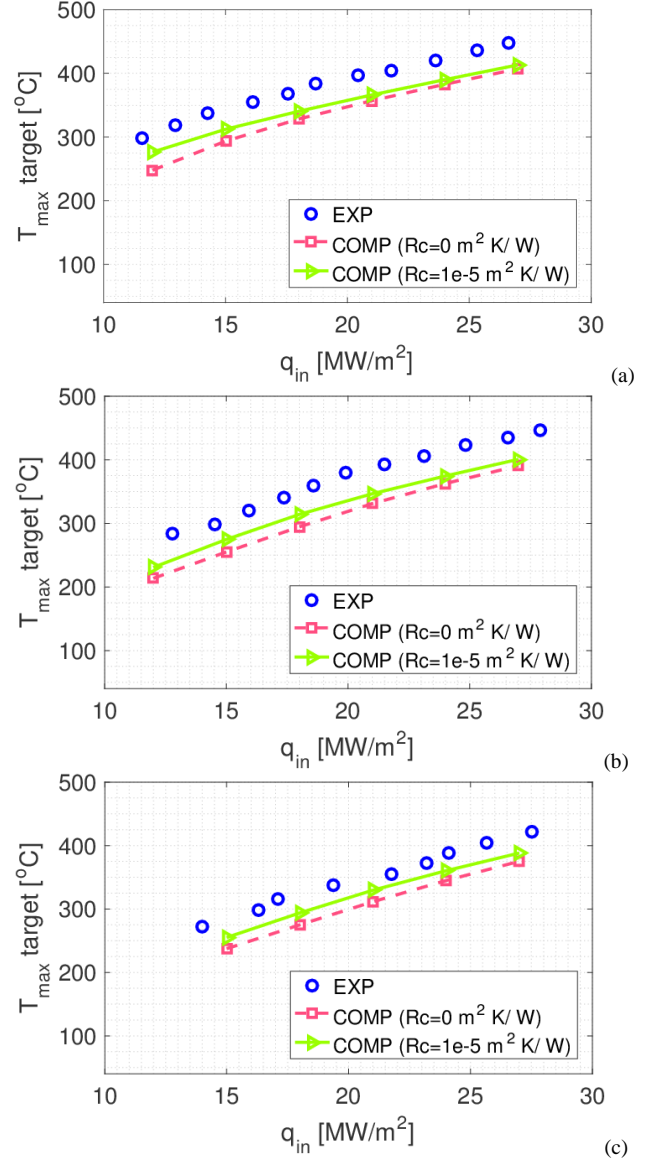 500
400
300
200
100
T_max target [°C]
EXP
COMP (Rc=0 m² K/ W)
COMP (Rc=1e-5 m² K/ W)
10 15 20 25 30
q_in [MW/m²]
(a)
500
400
300
200
100
T_max target [°C]
EXP
COMP (Rc=0 m² K/ W)
COMP (Rc=1e-5 m² K/ W)
10 15 20 25 30
q_in [MW/m²]
(b)
500
400
300
200
100
T_max target [°C]
EXP
COMP (Rc=0 m² K/ W)
COMP (Rc=1e-5 m² K/ W)
10 15 20 25 30
q_in [MW/m²]
(c)